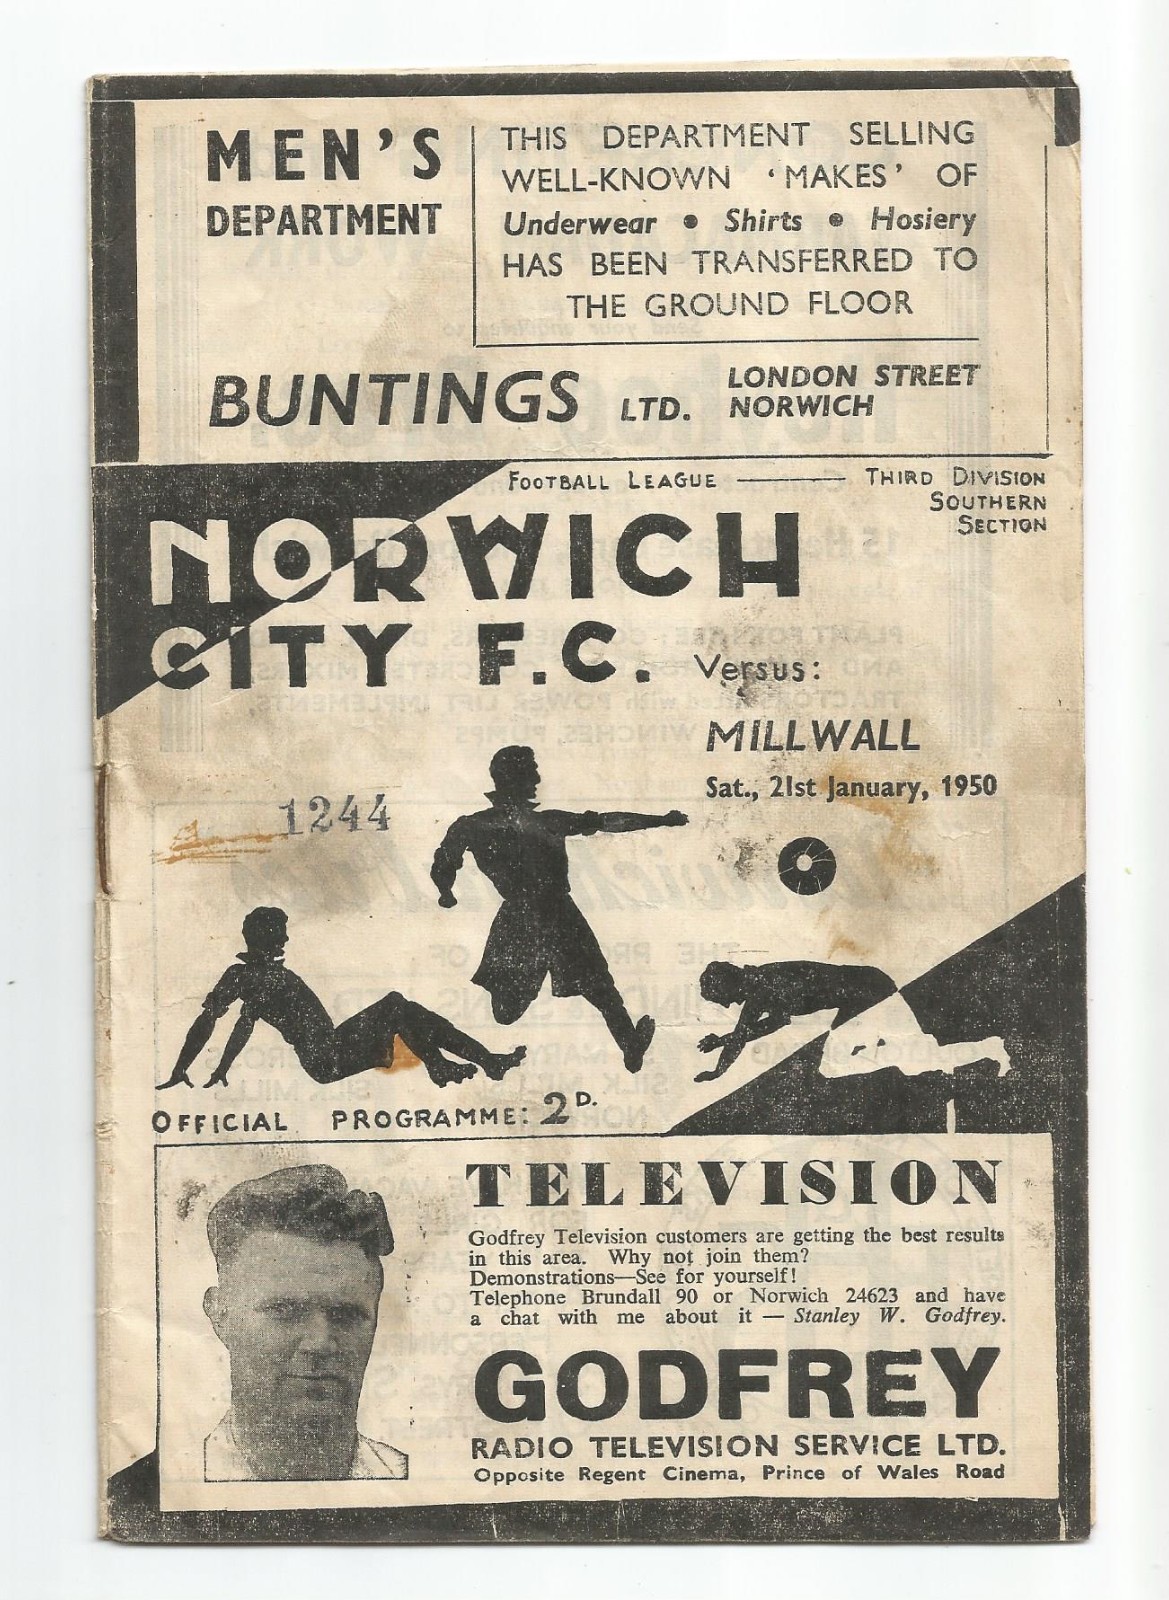 MEN'S
DEPARTMENT
THIS DEPARTMENT SELLING
WELL-KNOWN 'MAKES' OF
Underwear • Shirts • Hosiery
HAS BEEN TRANSFERRED TO
THE GROUND FLOOR
BUNTINGS LTD.
LONDON STREET
NORWICH
FOOTBALL LEAGUE — THIRD DIVISION
SOUTHERN
SECTION
NORWICH
CITY F.C. Versus:
MILLWALL
Sat., 21st January, 1950
1244
OFFICIAL PROGRAMME: 2D.
TELEVISION
Godfrey Television customers are getting the best results
in this area. Why not join them?
Demonstrations—See for yourself!
Telephone Brundall 90 or Norwich 24623 and have
a chat with me about it — Stanley W. Godfrey.
GODFREY
RADIO TELEVISION SERVICE LTD.
Opposite Regent Cinema, Prince of Wales Road